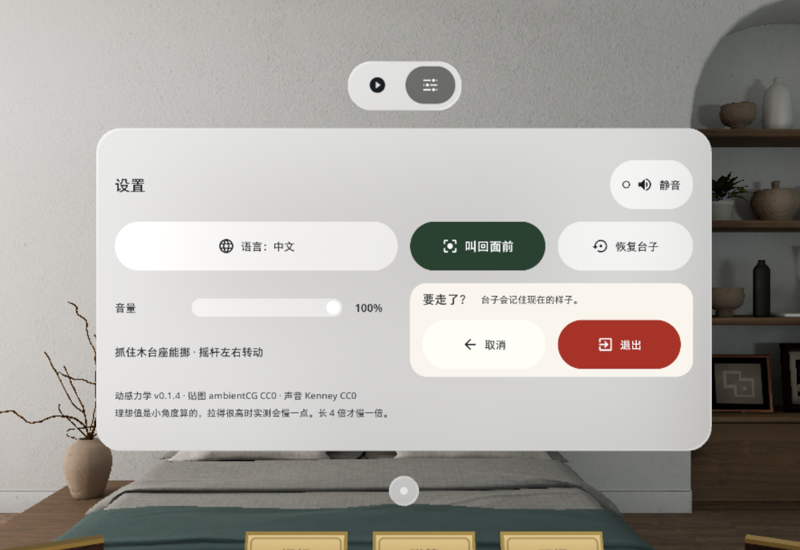 设置
静音
语言：中文
叫回面前
恢复台子
音量
100%
要走了？ 台子会记住现在的样子。
取消
退出
抓住木台座能挪 · 摇杆左右转动
动感力学 v0.1.4 · 贴图 ambientCG CC0 · 声音 Kenney CC0
理想值是小角度算的，拉得很高时实测会慢一点。长 4 倍才慢一倍。